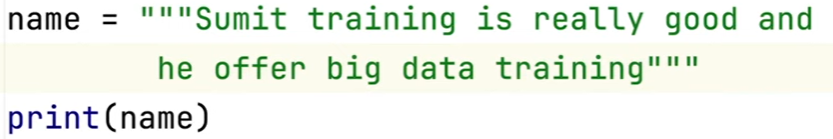 name = """Sumit training is really good and
        he offer big data training"""
print(name)